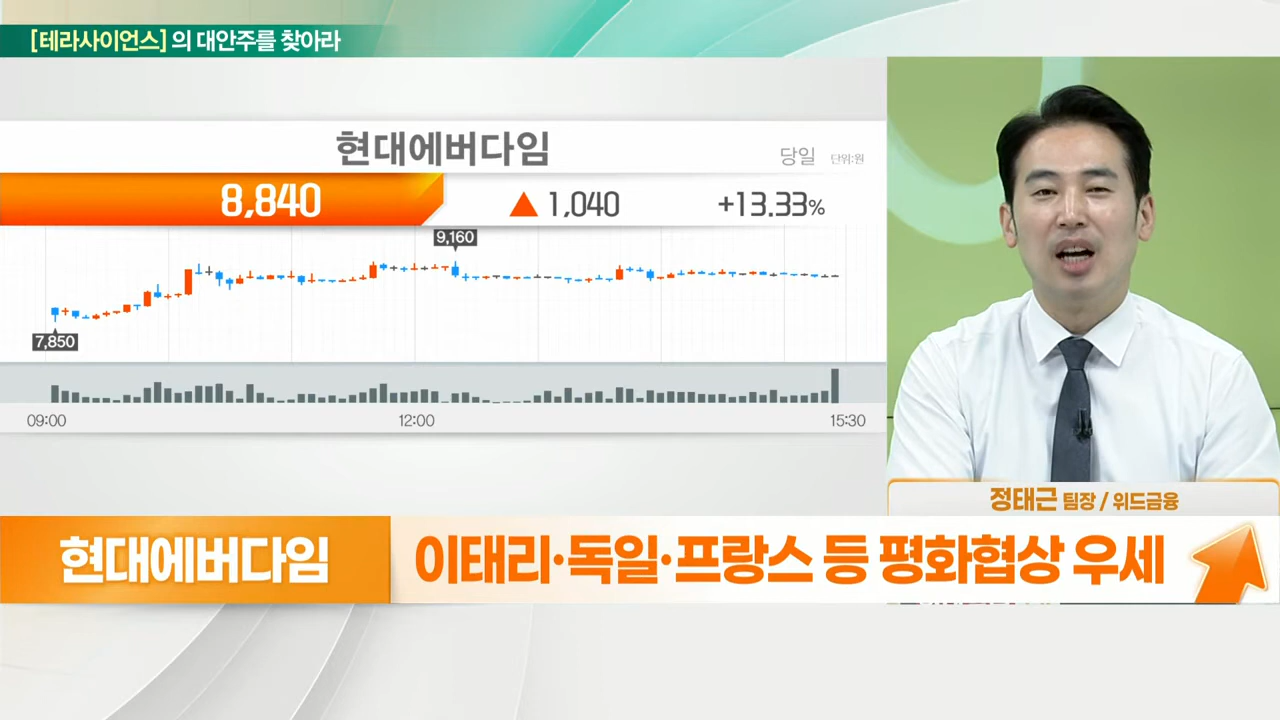 [테라사이언스] 의 대안주를 찾아라
현대에버다임
당일 단위:원
8,840 ▲ 1,040 +13.33%
9,160
7,850
09:00 12:00 15:30
정태근 팀장 / 위드금융
현대에버다임
이태리·독일·프랑스 등 평화협상 우세